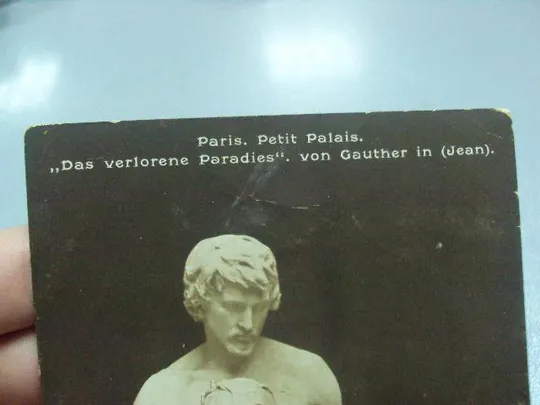 Paris. Petit Palais.
„Das verlorene Paradies“. von Gauther in (Jean).